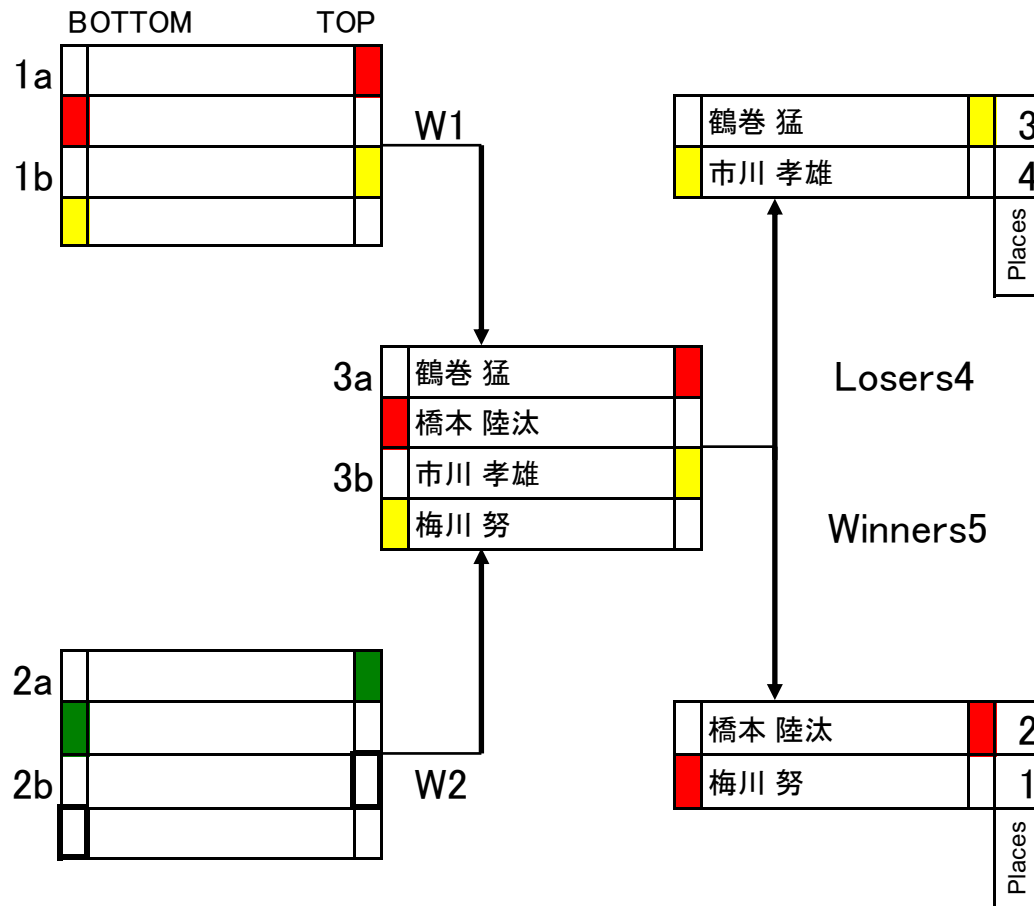 BOTTOM TOP
1a
W1
1b
鶴巻 猛 3
市川 孝雄 4
Places
3a 鶴巻 猛
橋本 陸汰
3b 市川 孝雄
梅川 努
Losers4
Winners5
2a
2b
W2
橋本 陸汰 2
梅川 努 1
Places